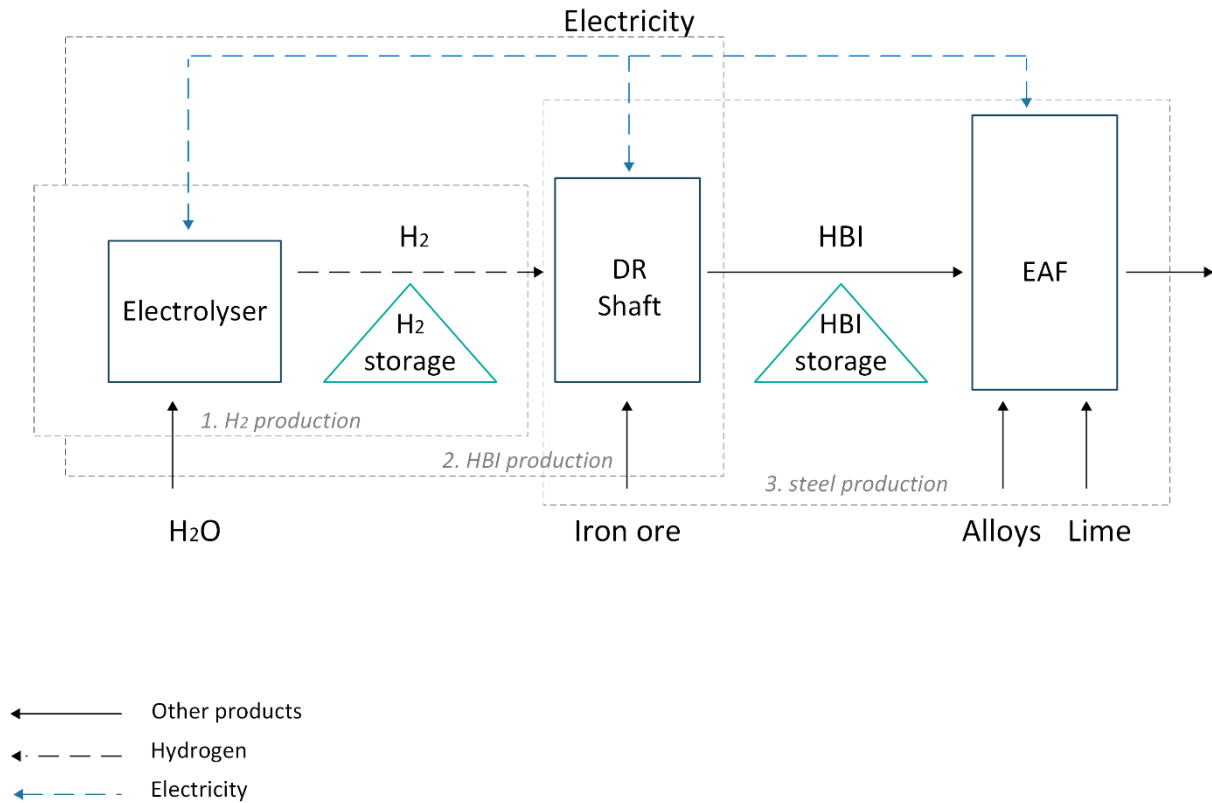 Electricity
H₂
HBI
Electrolyser
DR
Shaft
EAF
H₂
storage
HBI
storage
1. H₂ production
2. HBI production
3. steel production
H₂O
Iron ore
Alloys
Lime
Other products
Hydrogen
Electricity